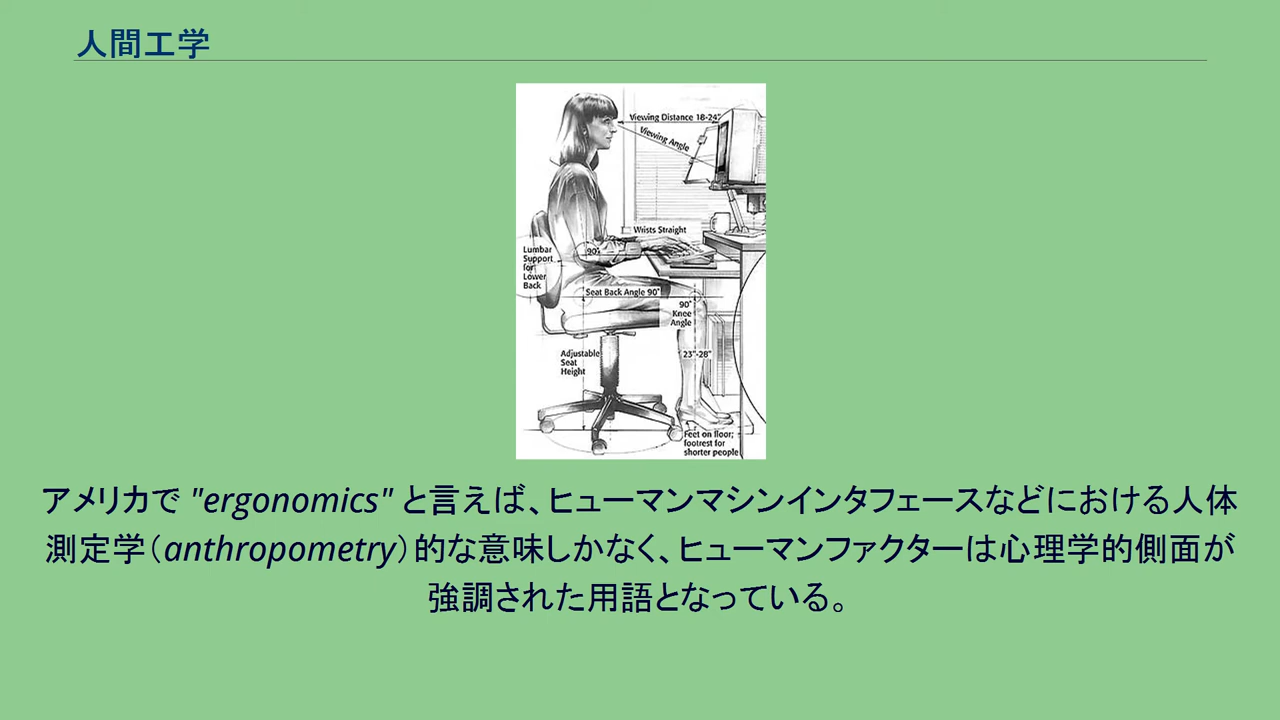 人間工学
Viewing Distance 18-24"
Viewing Angle
Wrists Straight
90°
Lumbar
Support
for
Lower
Back
Seat Back Angle 90°
90°
Knee
Angle
Adjustable
Seat
Height
23"-28"
Feet on floor;
footrest for
shorter people
アメリカで "ergonomics" と言えば、ヒューマンマシンインタフェースなどにおける人体
測定学（anthropometry）的な意味しかなく、ヒューマンファクターは心理学的側面が
強調された用語となっている。